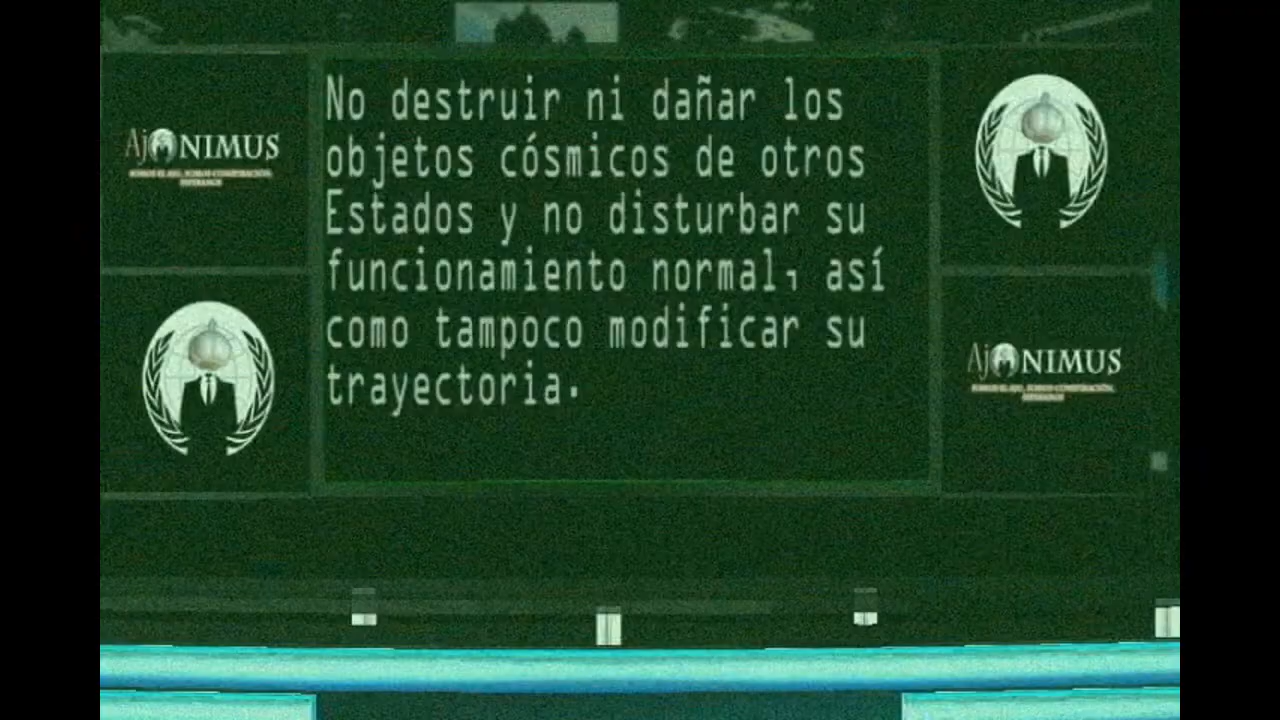 No destruir ni dañar los
objetos cósmicos de otros
Estados y no disturbar su
funcionamiento normal, así
como tampoco modificar su
trayectoria.
AjONIMUS
AjONIMUS